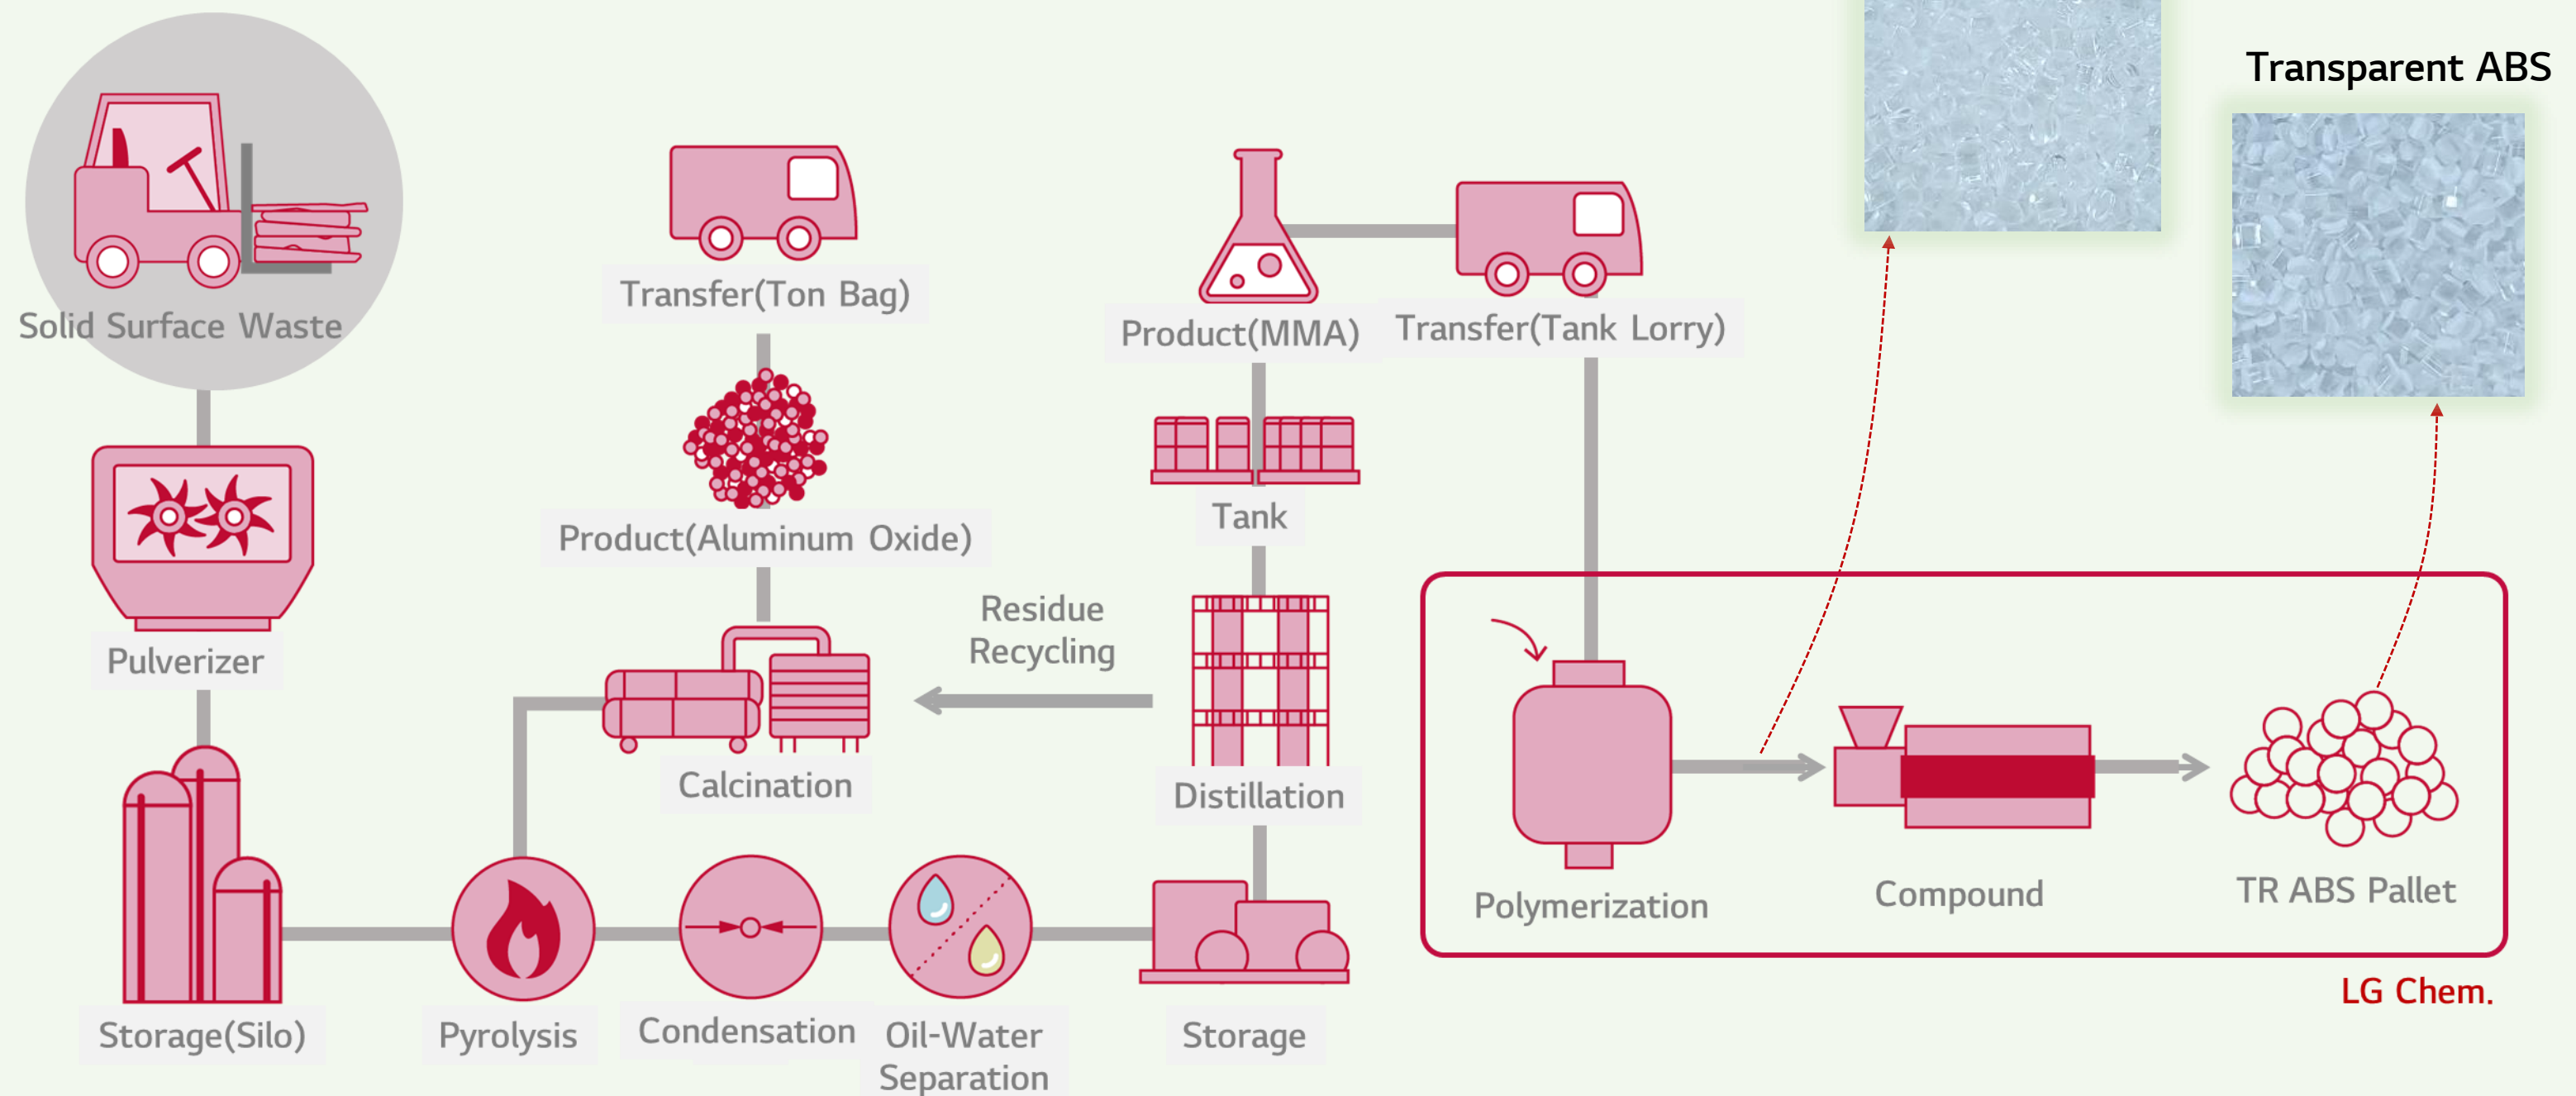 Transparent ABS
Solid Surface Waste
Transfer(Ton Bag)
Product(MMA)
Transfer(Tank Lorry)
Product(Aluminum Oxide)
Tank
Pulverizer
Residue
Recycling
Calcination
Distillation
Polymerization
Compound
TR ABS Pallet
LG Chem.
Storage(Silo)
Pyrolysis
Condensation
Oil-Water
Separation
Storage